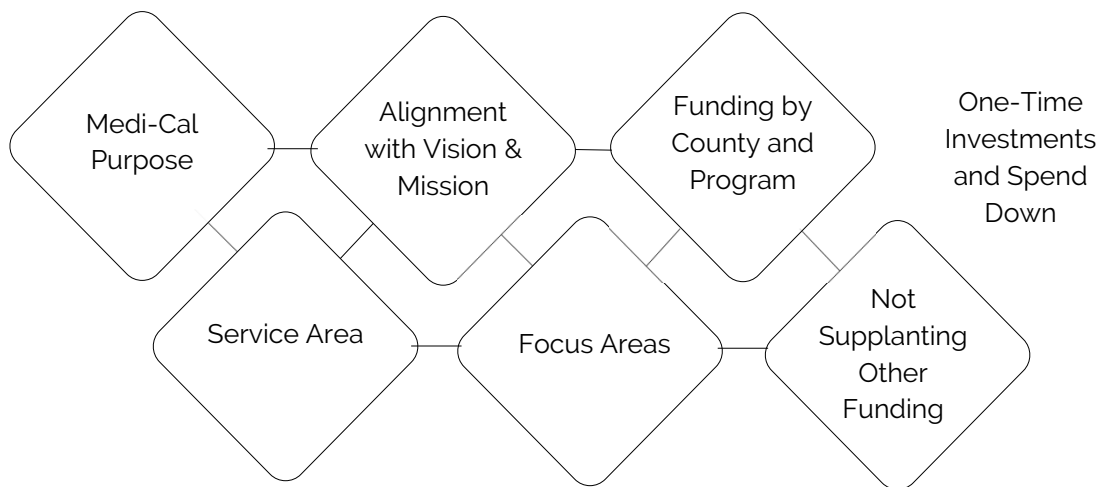 Medi-Cal
Purpose
Alignment
with Vision &
Mission
Funding by
County and
Program
One-Time
Investments
and Spend
Down
Service Area
Focus Areas
Not
Supplanting
Other
Funding